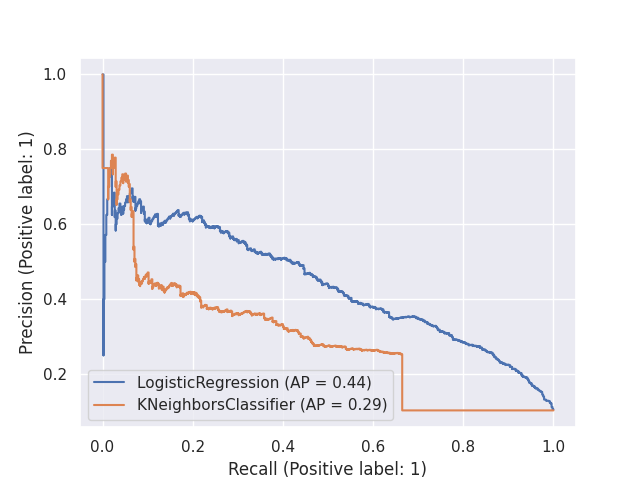 1.0
0.8
0.6
0.4
0.2
Precision (Positive label: 1)
LogisticRegression (AP = 0.44)
KNeighborsClassifier (AP = 0.29)
0.0 0.2 0.4 0.6 0.8 1.0
Recall (Positive label: 1)